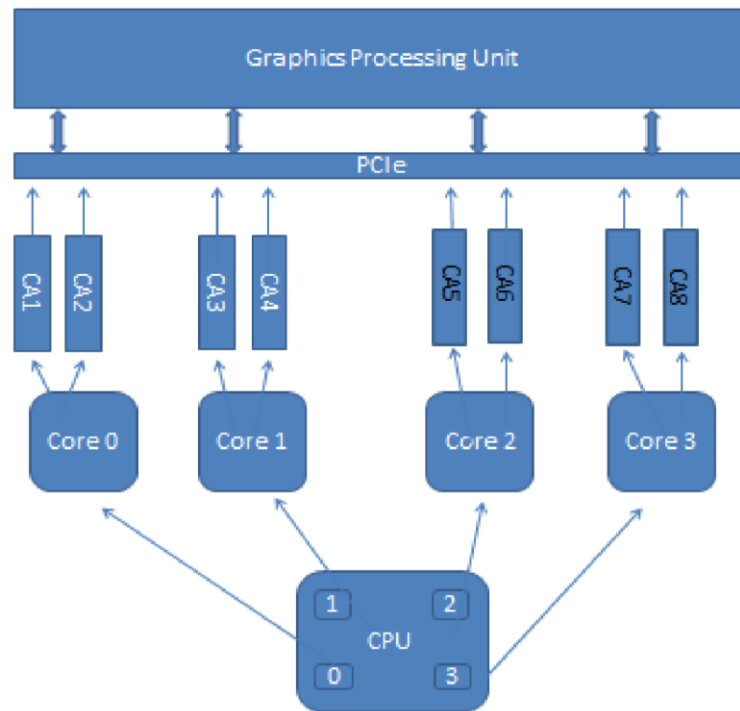 Graphics Processing Unit
PCIe
CA1
CA2
CA3
CA4
CA5
CA6
CA7
CA8
Core 0
Core 1
Core 2
Core 3
1
2
CPU
0
3